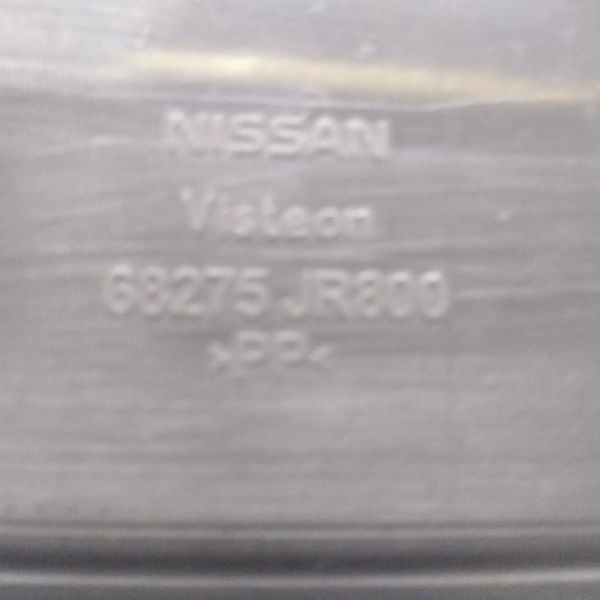 NISSAN
Visteon
68275 JR800
>PP<